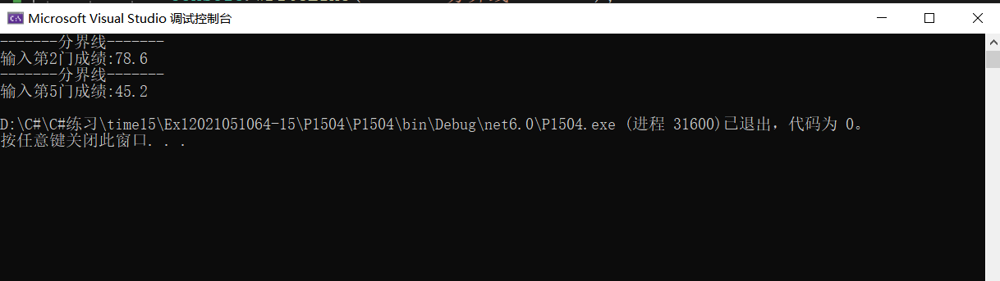 Microsoft Visual Studio 调试控制台
-------分界线-------
输入第2门成绩:78.6
-------分界线-------
输入第5门成绩:45.2
D:\C#\C#练习\time15\Ex12021051064-15\P1504\P1504\bin\Debug\net6.0\P1504.exe (进程 31600)已退出，代码为 0。
按任意键关闭此窗口. . .